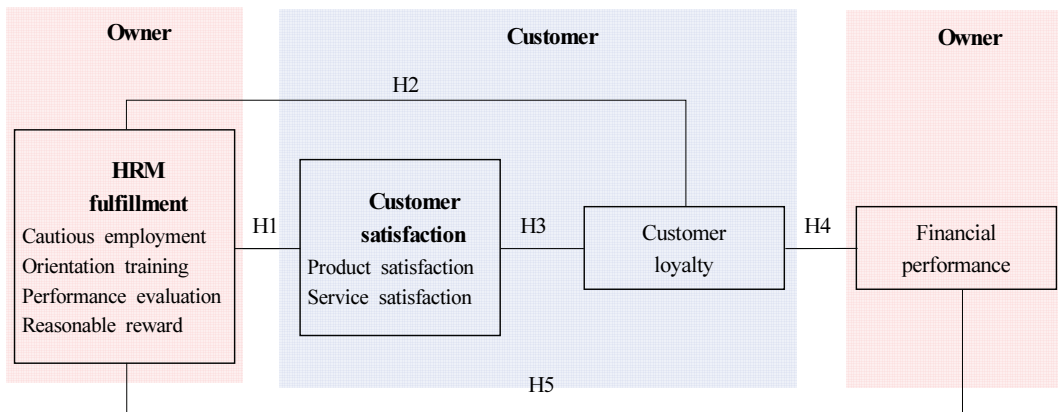 Owner
Customer
Owner
H2
HRM
fulfillment
Cautious employment
Orientation training
Performance evaluation
Reasonable reward
H1
Customer
satisfaction
Product satisfaction
Service satisfaction
H3
Customer
loyalty
H4
Financial
performance
H5